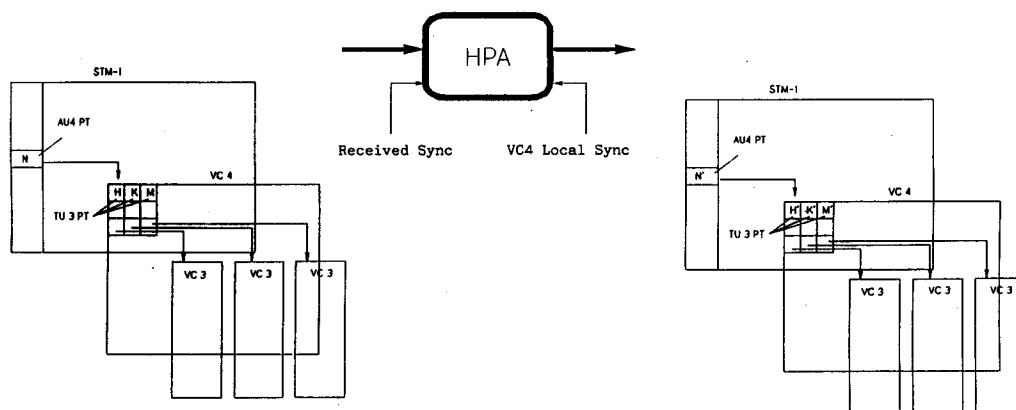 HPA
Received Sync
VC4 Local Sync
STM-1
AU4 PT
N
VC 4
H K M
TU 3 PT
VC 3
VC 3
VC 3
STM-1
AU4 PT
N'
VC 4
H' K' M'
TU 3 PT
VC 3
VC 3
VC 3